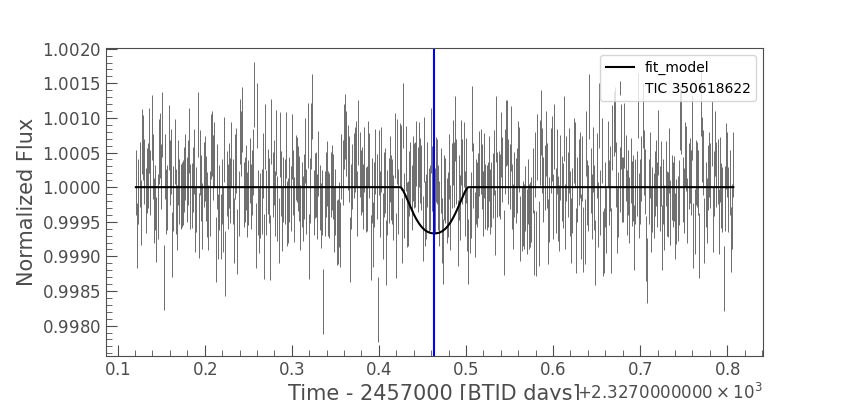 1.0020
1.0015
1.0010
1.0005
1.0000
0.9995
0.9990
0.9985
0.9980
Normalized Flux
fit_model
TIC 350618622
0.1 0.2 0.3 0.4 0.5 0.6 0.7 0.8
Time - 2457000 [BTJD days]
+2.3270000000 × 10³